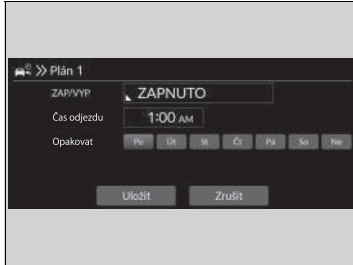 >> Plán 1
ZAP/VYP. ZAPNUTO
Čas odjezdu 1:00 AM
Opakovat Po Út St Čt Pá So Ne
Uložit Zrušit